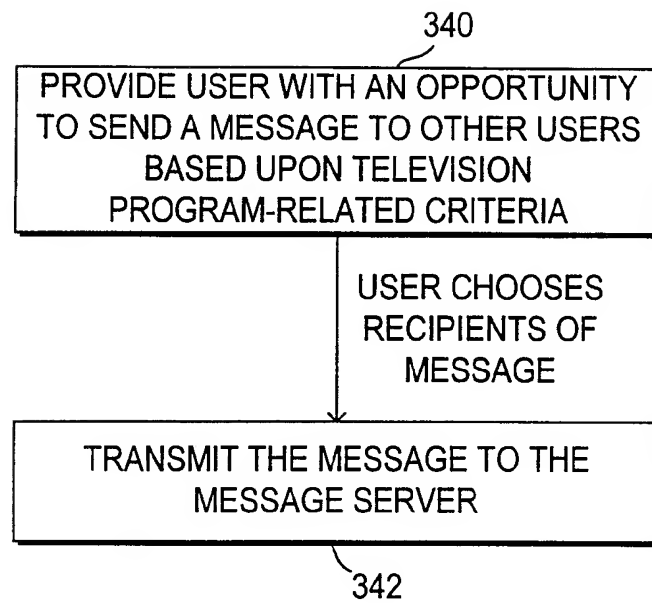 340
PROVIDE USER WITH AN OPPORTUNITY
TO SEND A MESSAGE TO OTHER USERS
BASED UPON TELEVISION
PROGRAM-RELATED CRITERIA
USER CHOOSES
RECIPIENTS OF
MESSAGE
TRANSMIT THE MESSAGE TO THE
MESSAGE SERVER
342